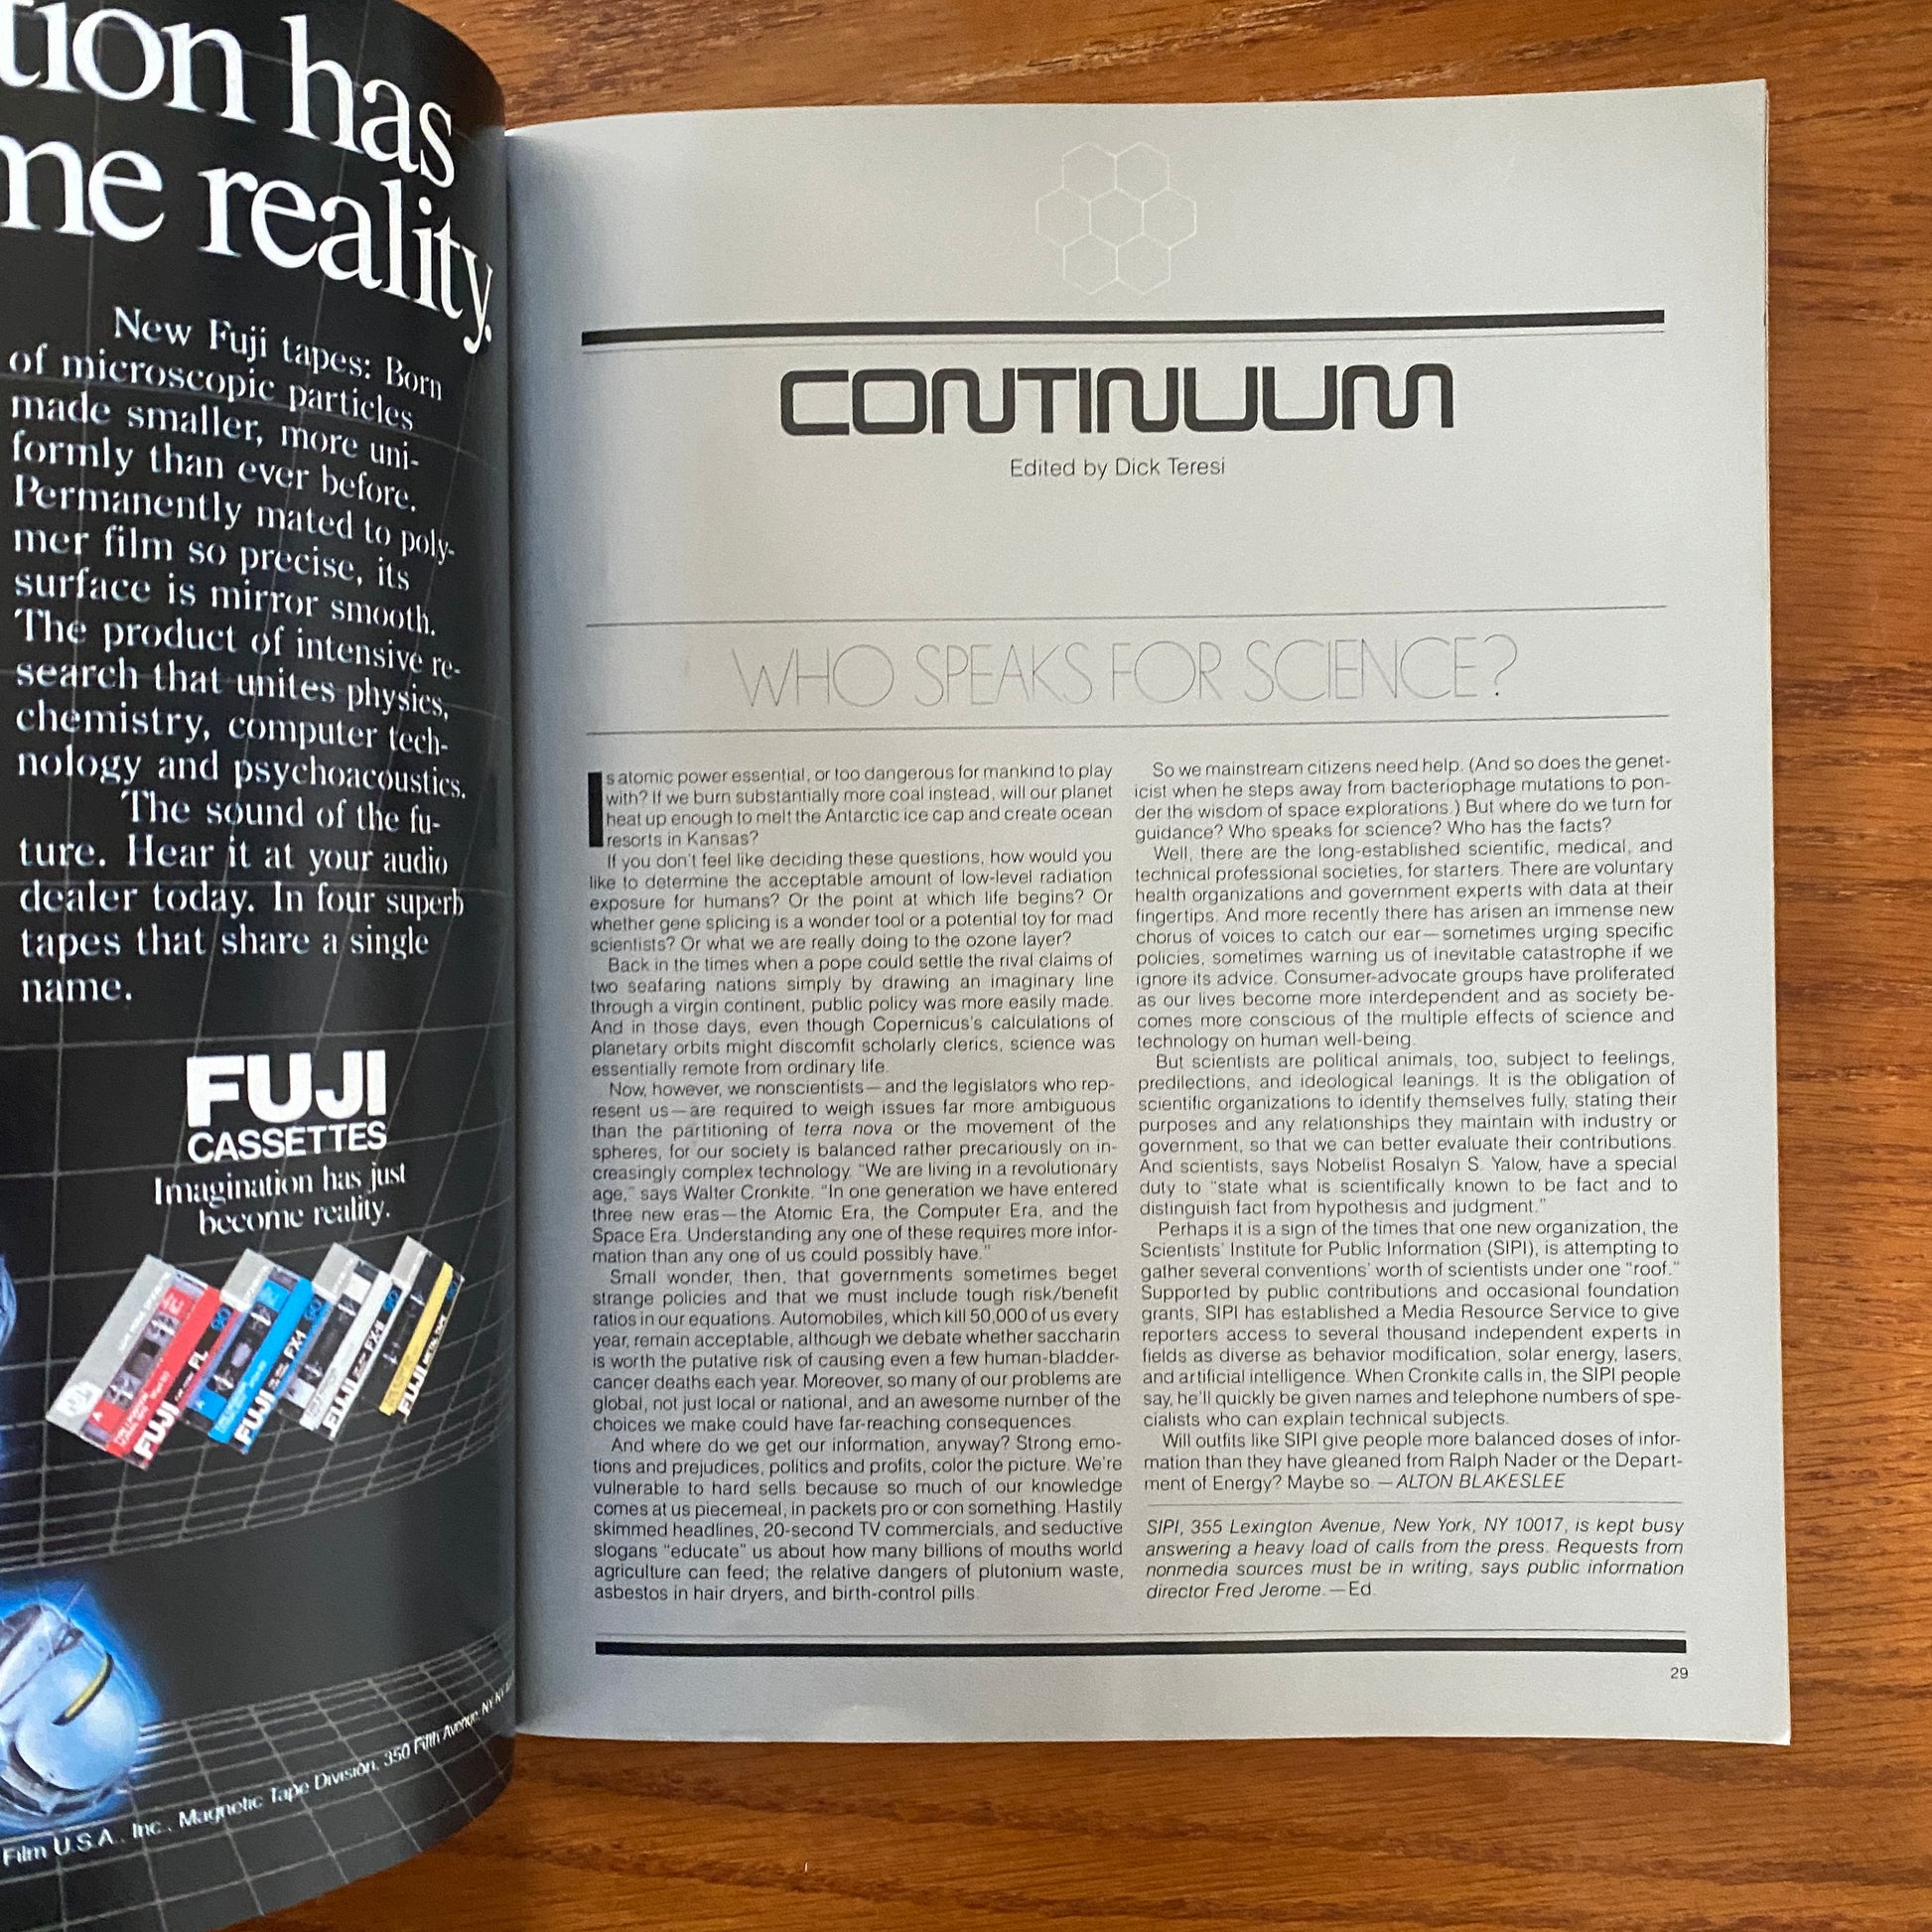 tion has
me reality.
New Fuji tapes: Born
of microscopic particles
made smaller, more uni-
formly than ever before.
Permanently mated to poly-
mer film so precise, its
surface is mirror smooth.
The product of intensive re-
search that unites physics,
chemistry, computer tech-
nology and psychoacoustics.
The sound of the fu-
ture. Hear it at your audio
dealer today. In four superb
tapes that share a single
name.
FUJI
CASSETTES
Imagination has just
become reality.
FUJI FL 90
FUJI FX-I 90
FUJI FX-II 90
FUJI METAL TAPE
Film U.S.A., Inc., Magnetic Tape Division, 350 Fifth Avenue, NY, NY
CONTINUUM
Edited by Dick Teresi
WHO SPEAKS FOR SCIENCE?
Is atomic power essential, or too dangerous for mankind to play
with? If we burn substantially more coal instead, will our planet
heat up enough to melt the Antarctic ice cap and create ocean
resorts in Kansas?
If you don't feel like deciding these questions, how would you
like to determine the acceptable amount of low-level radiation
exposure for humans? Or the point at which life begins? Or
whether gene splicing is a wonder tool or a potential toy for mad
scientists? Or what we are really doing to the ozone layer?
Back in the times when a pope could settle the rival claims of
two seafaring nations simply by drawing an imaginary line
through a virgin continent, public policy was more easily made.
And in those days, even though Copernicus's calculations of
planetary orbits might discomfit scholarly clerics, science was
essentially remote from ordinary life.
Now, however, we nonscientists—and the legislators who rep-
resent us—are required to weigh issues far more ambiguous
than the partitioning of terra nova or the movement of the
spheres, for our society is balanced rather precariously on in-
creasingly complex technology. "We are living in a revolutionary
age," says Walter Cronkite. "In one generation we have entered
three new eras—the Atomic Era, the Computer Era, and the
Space Era. Understanding any one of these requires more infor-
mation than any one of us could possibly have."
Small wonder, then, that governments sometimes beget
strange policies and that we must include tough risk/benefit
ratios in our equations. Automobiles, which kill 50,000 of us every
year, remain acceptable, although we debate whether saccharin
is worth the putative risk of causing even a few human-bladder-
cancer deaths each year. Moreover, so many of our problems are
global, not just local or national, and an awesome number of the
choices we make could have far-reaching consequences.
And where do we get our information, anyway? Strong emo-
tions and prejudices, politics and profits, color the picture. We're
vulnerable to hard sells because so much of our knowledge
comes at us piecemeal, in packets pro or con something. Hastily
skimmed headlines, 20-second TV commercials, and seductive
slogans "educate" us about how many billions of mouths world
agriculture can feed; the relative dangers of plutonium waste,
asbestos in hair dryers, and birth-control pills.
So we mainstream citizens need help. (And so does the genet-
icist when he steps away from bacteriophage mutations to pon-
der the wisdom of space explorations.) But where do we turn for
guidance? Who speaks for science? Who has the facts?
Well, there are the long-established scientific, medical, and
technical professional societies, for starters. There are voluntary
health organizations and government experts with data at their
fingertips. And more recently there has arisen an immense new
chorus of voices to catch our ear—sometimes urging specific
policies, sometimes warning us of inevitable catastrophe if we
ignore its advice. Consumer-advocate groups have proliferated
as our lives become more interdependent and as society be-
comes more conscious of the multiple effects of science and
technology on human well-being.
But scientists are political animals, too, subject to feelings,
predilections, and ideological leanings. It is the obligation of
scientific organizations to identify themselves fully, stating their
purposes and any relationships they maintain with industry or
government, so that we can better evaluate their contributions.
And scientists, says Nobelist Rosalyn S. Yalow, have a special
duty to "state what is scientifically known to be fact and to
distinguish fact from hypothesis and judgment."
Perhaps it is a sign of the times that one new organization, the
Scientists' Institute for Public Information (SIPI), is attempting to
gather several conventions' worth of scientists under one "roof."
Supported by public contributions and occasional foundation
grants, SIPI has established a Media Resource Service to give
reporters access to several thousand independent experts in
fields as diverse as behavior modification, solar energy, lasers,
and artificial intelligence. When Cronkite calls in, the SIPI people
say, he'll quickly be given names and telephone numbers of spe-
cialists who can explain technical subjects.
Will outfits like SIPI give people more balanced doses of infor-
mation than they have gleaned from Ralph Nader or the Depart-
ment of Energy? Maybe so.—ALTON BLAKESLEE
SIPI, 355 Lexington Avenue, New York, NY 10017, is kept busy
answering a heavy load of calls from the press. Requests from
nonmedia sources must be in writing, says public information
director Fred Jerome.—Ed.
29